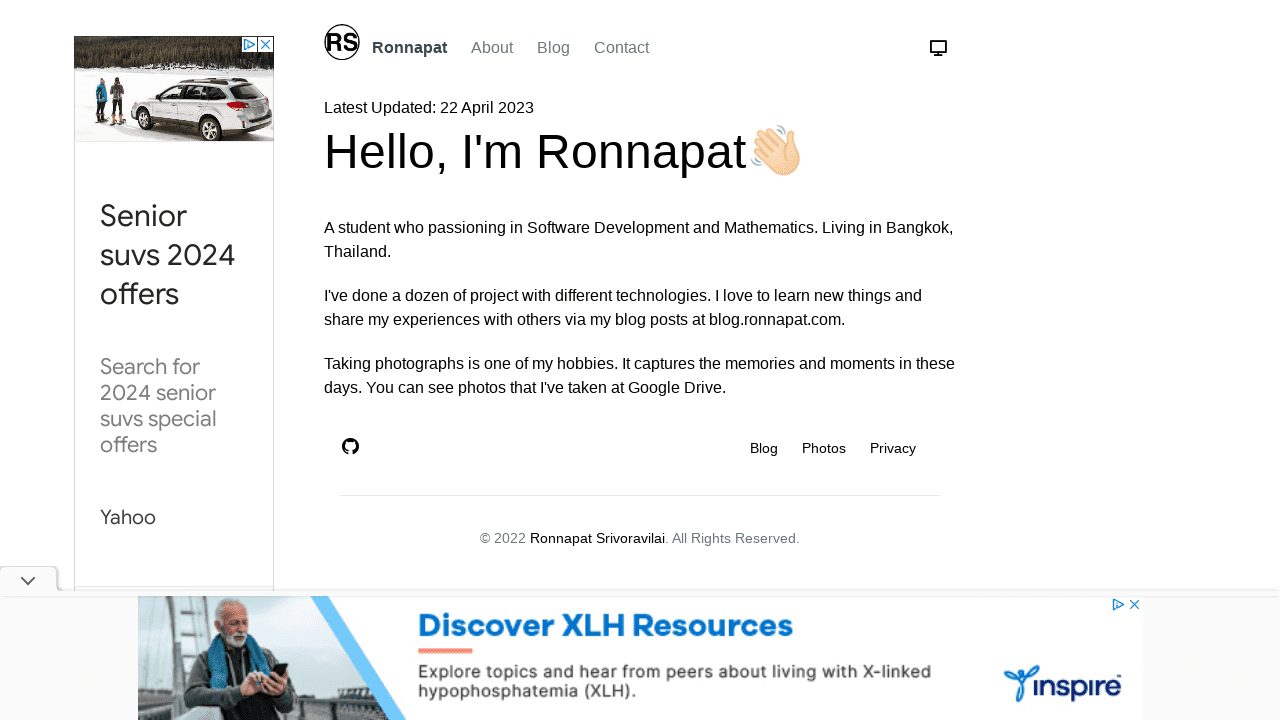 RS Ronnapat About Blog Contact
Latest Updated: 22 April 2023
Hello, I'm Ronnapat👋🏻
A student who passioning in Software Development and Mathematics. Living in Bangkok,
Thailand.
I've done a dozen of project with different technologies. I love to learn new things and
share my experiences with others via my blog posts at blog.ronnapat.com.
Taking photographs is one of my hobbies. It captures the memories and moments in these
days. You can see photos that I've taken at Google Drive.
Blog Photos Privacy
© 2022 Ronnapat Srivoravilai. All Rights Reserved.
Senior
suvs 2024
offers
Search for
2024 senior
suvs special
offers
Yahoo
Discover XLH Resources
Explore topics and hear from peers about living with X-linked
hypophosphatemia (XLH).
inspire